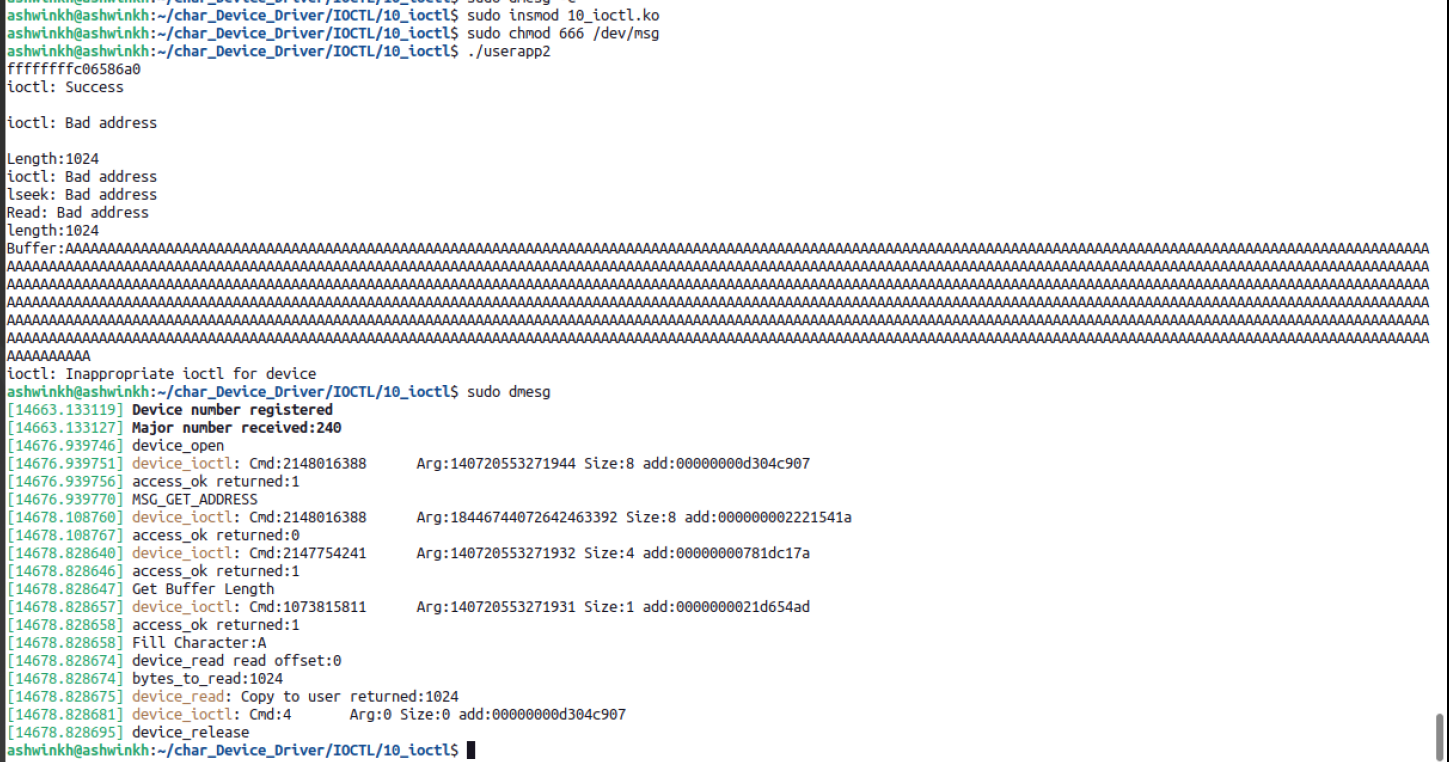 ashwinkh@ashwinkh:~/char_Device_Driver/IOCTL/10_ioctl$ sudo insmod 10_ioctl.ko
ashwinkh@ashwinkh:~/char_Device_Driver/IOCTL/10_ioctl$ sudo chmod 666 /dev/msg
ashwinkh@ashwinkh:~/char_Device_Driver/IOCTL/10_ioctl$ ./userapp2
ffffffffc06586a0
ioctl: Success
ioctl: Bad address
Length:1024
ioctl: Bad address
lseek: Bad address
Read: Bad address
length:1024
Buffer:AAAAAAAAAAAAAAAAAAAAAAAAAAAAAAAAAAAAAAAAAAAAAAAAAAAAAAAAAAAAAAAAAAAAAAAAAAAAAAAAAAAAAAAAAAAAAAAAAAAAAAAAAAAAAAAAAAAAAAAAAAAAAAAAAAAAAAAAAAAAAAAAAAAAAAAAAAAAAAAAAAA
AAAAAAAAAAAAAAAAAAAAAAAAAAAAAAAAAAAAAAAAAAAAAAAAAAAAAAAAAAAAAAAAAAAAAAAAAAAAAAAAAAAAAAAAAAAAAAAAAAAAAAAAAAAAAAAAAAAAAAAAAAAAAAAAAAAAAAAAAAAAAAAAAAAAAAAAAAAAAAAAAAAAAAAAAA
AAAAAAAAAAAAAAAAAAAAAAAAAAAAAAAAAAAAAAAAAAAAAAAAAAAAAAAAAAAAAAAAAAAAAAAAAAAAAAAAAAAAAAAAAAAAAAAAAAAAAAAAAAAAAAAAAAAAAAAAAAAAAAAAAAAAAAAAAAAAAAAAAAAAAAAAAAAAAAAAAAAAAAAAAA
AAAAAAAAAAAAAAAAAAAAAAAAAAAAAAAAAAAAAAAAAAAAAAAAAAAAAAAAAAAAAAAAAAAAAAAAAAAAAAAAAAAAAAAAAAAAAAAAAAAAAAAAAAAAAAAAAAAAAAAAAAAAAAAAAAAAAAAAAAAAAAAAAAAAAAAAAAAAAAAAAAAAAAAAAA
AAAAAAAAAAAAAAAAAAAAAAAAAAAAAAAAAAAAAAAAAAAAAAAAAAAAAAAAAAAAAAAAAAAAAAAAAAAAAAAAAAAAAAAAAAAAAAAAAAAAAAAAAAAAAAAAAAAAAAAAAAAAAAAAAAAAAAAAAAAAAAAAAAAAAAAAAAAAAAAAAAAAAAAAAA
AAAAAAAAAAAAAAAAAAAAAAAAAAAAAAAAAAAAAAAAAAAAAAAAAAAAAAAAAAAAAAAAAAAAAAAAAAAAAAAAAAAAAAAAAAAAAAAAAAAAAAAAAAAAAAAAAAAAAAAAAAAAAAAAAAAAAAAAAAAAAAAAAAAAAAAAAAAAAAAAAAAAAAAAAA
AAAAAAAAAA
ioctl: Inappropriate ioctl for device
ashwinkh@ashwinkh:~/char_Device_Driver/IOCTL/10_ioctl$ sudo dmesg
[14663.133119] Device number registered
[14663.133127] Major number received:240
[14676.939746] device_open
[14676.939751] device_ioctl: Cmd:2148016388 Arg:140720553271944 Size:8 add:00000000d304c907
[14676.939756] access_ok returned:1
[14676.939770] MSG_GET_ADDRESS
[14678.108760] device_ioctl: Cmd:2148016388 Arg:18446744072642463392 Size:8 add:000000002221541a
[14678.108767] access_ok returned:0
[14678.828640] device_ioctl: Cmd:2147754241 Arg:140720553271932 Size:4 add:00000000781dc17a
[14678.828646] access_ok returned:1
[14678.828647] Get Buffer Length
[14678.828657] device_ioctl: Cmd:1073815811 Arg:140720553271931 Size:1 add:0000000021d654ad
[14678.828658] access_ok returned:1
[14678.828658] Fill Character:A
[14678.828674] device_read read offset:0
[14678.828674] bytes_to_read:1024
[14678.828675] device_read: Copy to user returned:1024
[14678.828681] device_ioctl: Cmd:4 Arg:0 Size:0 add:00000000d304c907
[14678.828695] device_release
ashwinkh@ashwinkh:~/char_Device_Driver/IOCTL/10_ioctl$